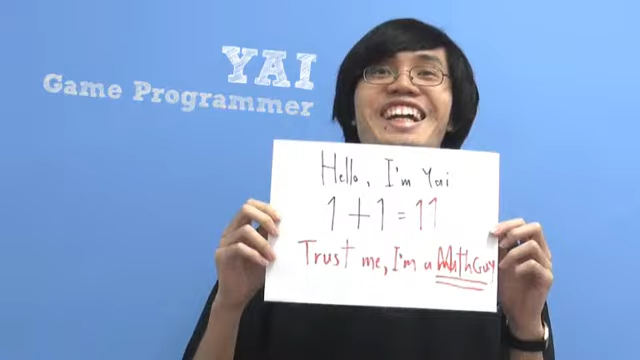 YAI
Game Programmer
Hello, I'm Yai
1 + 1 = 11
Trust me, I'm a MathGuy